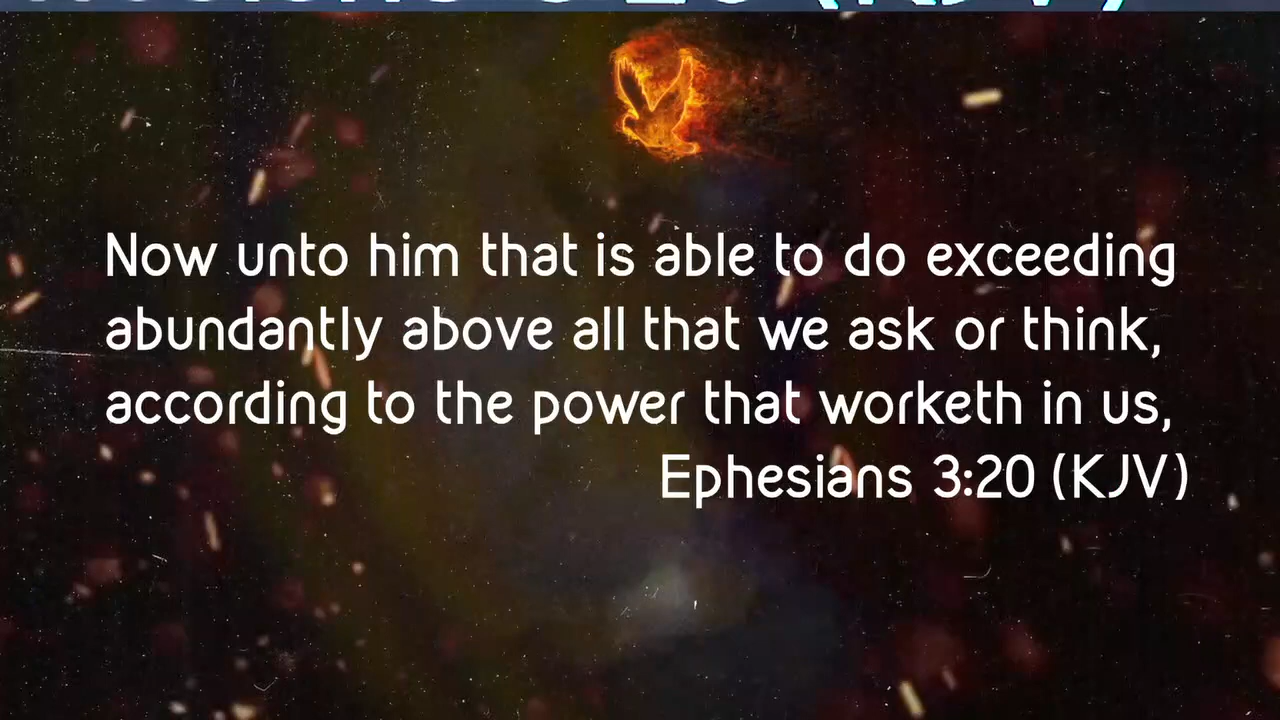 Now unto him that is able to do exceeding
abundantly above all that we ask or think,
according to the power that worketh in us,
Ephesians 3:20 (KJV)